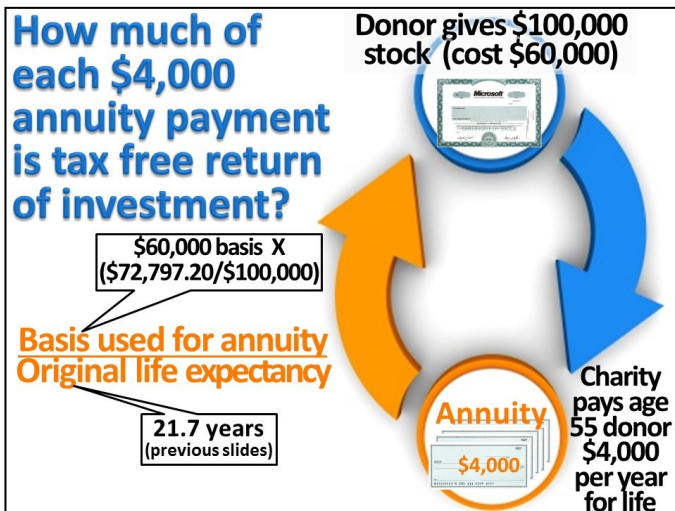 How much of
each $4,000
annuity payment
is tax free return
of investment?
Donor gives $100,000
stock (cost $60,000)
Microsoft
$60,000 basis X
($72,797.20/$100,000)
Basis used for annuity
Original life expectancy
21.7 years
(previous slides)
Annuity
$4,000
Charity
pays age
55 donor
$4,000
per year
for life